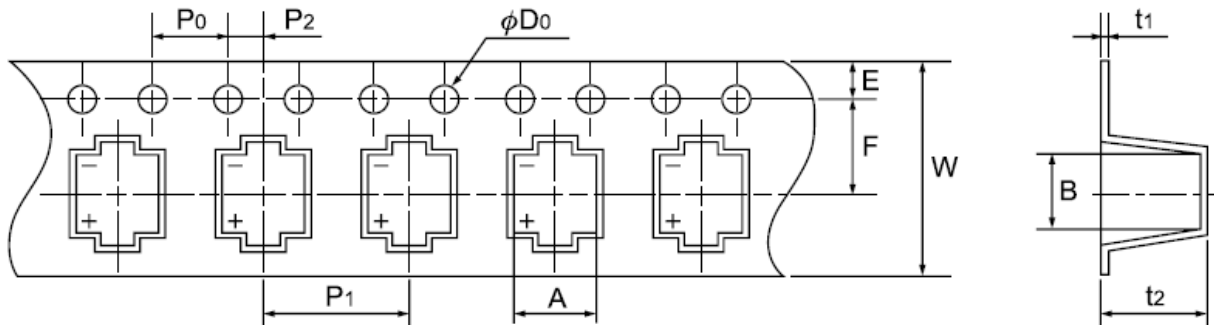 P0 P2 φD0 t1
E
F
W
B
− − − − −
+ + + + +
P1 A t2